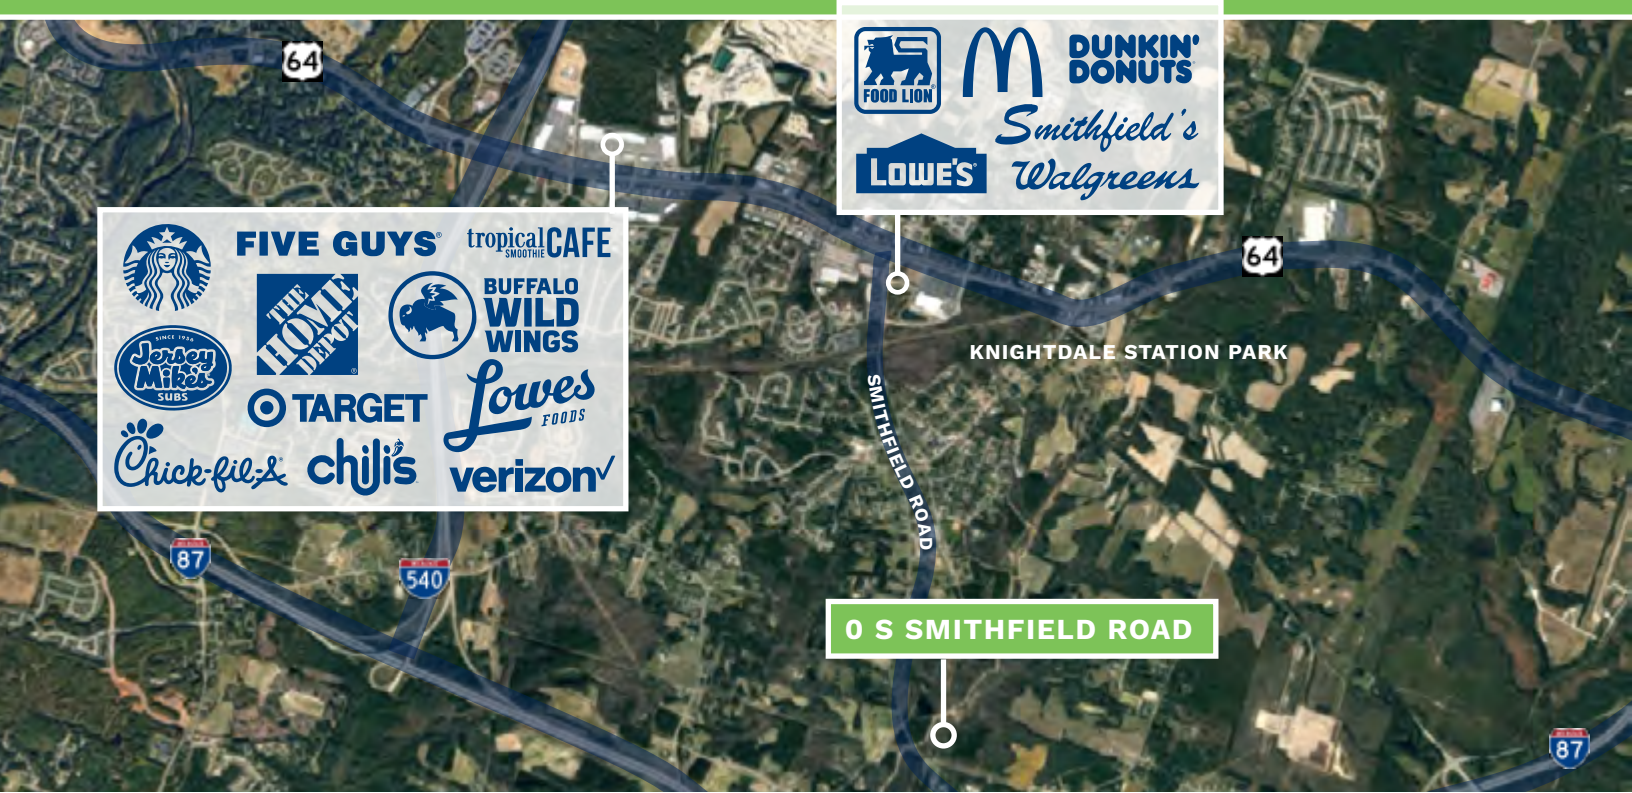 64
FOOD LION
DUNKIN'
DONUTS
Smithfield's
LOWE'S
Walgreens
FIVE GUYS®
tropical
SMOOTHIE
CAFE
THE
HOME
DEPOT
BUFFALO
WILD
WINGS
SINCE 1956
Jersey
Mike's
SUBS
TARGET
Lowes
FOODS
Chick-fil-A
chili's
verizon✓
64
KNIGHTDALE STATION PARK
SMITHFIELD ROAD
87
540
0 S SMITHFIELD ROAD
87